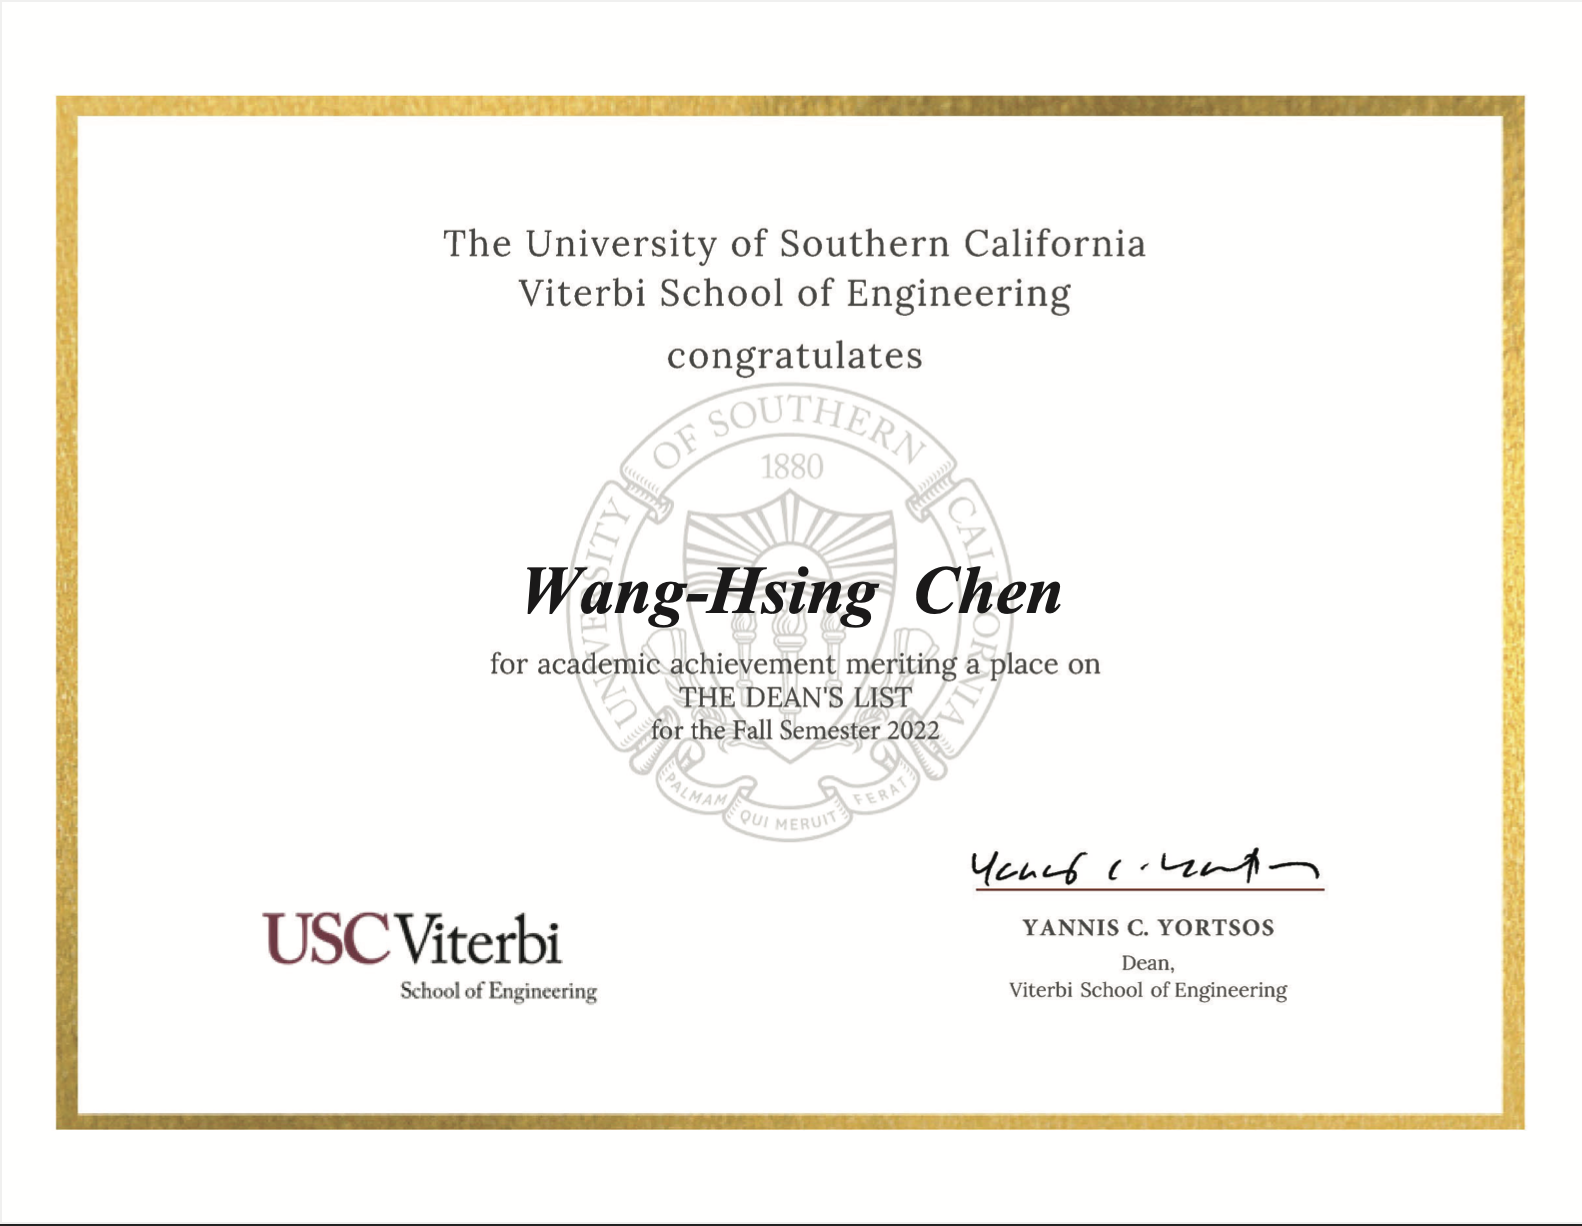 The University of Southern California
Viterbi School of Engineering
congratulates
UNIVERSITY OF SOUTHERN CALIFORNIA
1880
Wang-Hsing Chen
for academic achievement meriting a place on
THE DEAN'S LIST
for the Fall Semester 2022
PALMAM QUI MERUIT FERAT
USC Viterbi
School of Engineering
Yannis C. Yortsos
YANNIS C. YORTSOS
Dean,
Viterbi School of Engineering